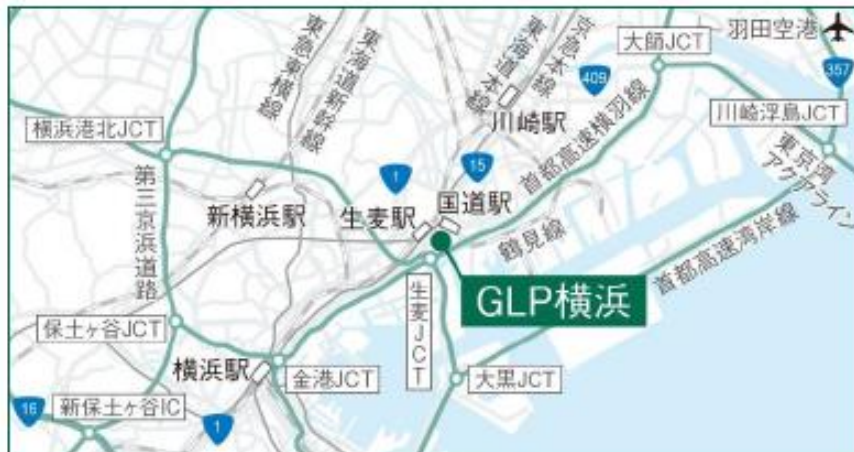 東急東横線
東海道新幹線
東海道本線
京急本線
大師JCT
羽田空港
409
357
横浜港北JCT
川崎駅
川崎浮島JCT
首都高速横羽線
15
1
第三京浜道路
新横浜駅
生麦駅
国道駅
鶴見線
東京湾
アクアライン
首都高速湾岸線
GLP横浜
生麦JCT
保土ヶ谷JCT
横浜駅
金港JCT
大黒JCT
16
新保土ヶ谷IC
1